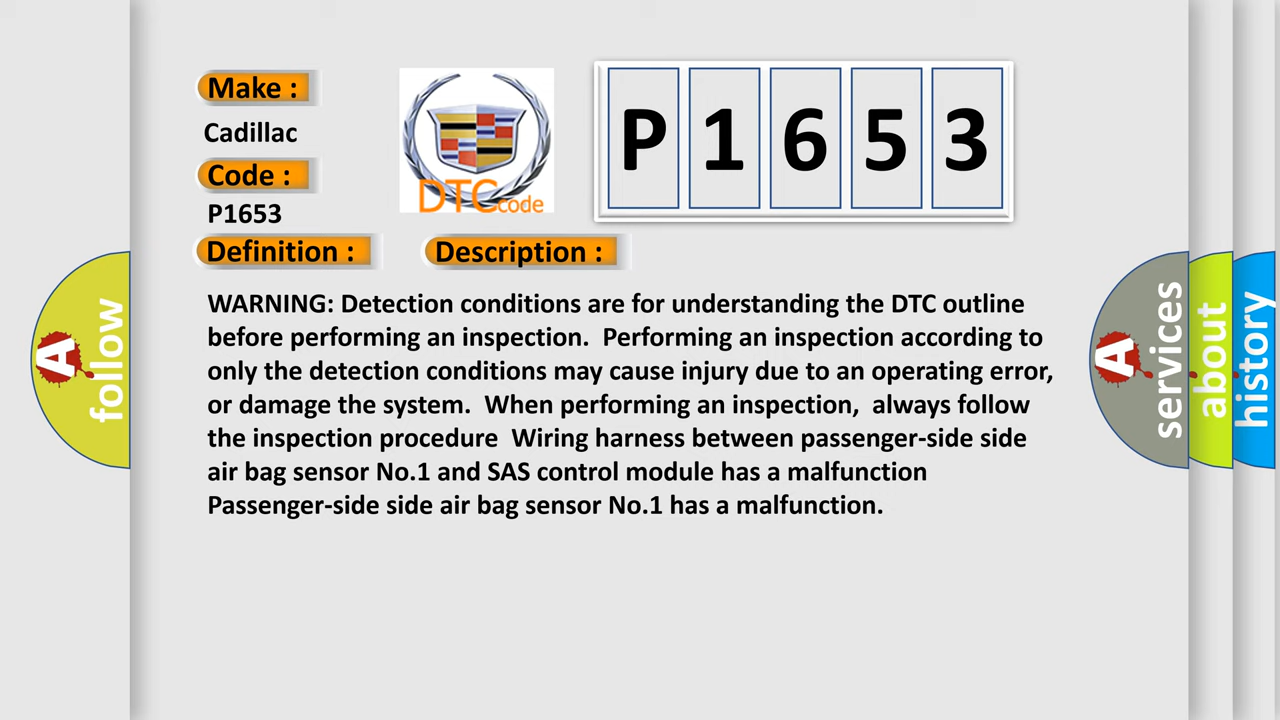 Make :
Cadillac
Code :
P1653
Definition :
Description :
DTC code
P 1 6 5 3
WARNING: Detection conditions are for understanding the DTC outline
before performing an inspection. Performing an inspection according to
only the detection conditions may cause injury due to an operating error,
or damage the system. When performing an inspection, always follow
the inspection procedure Wiring harness between passenger-side side
air bag sensor No.1 and SAS control module has a malfunction
Passenger-side side air bag sensor No.1 has a malfunction.
A follow
A services
about
history